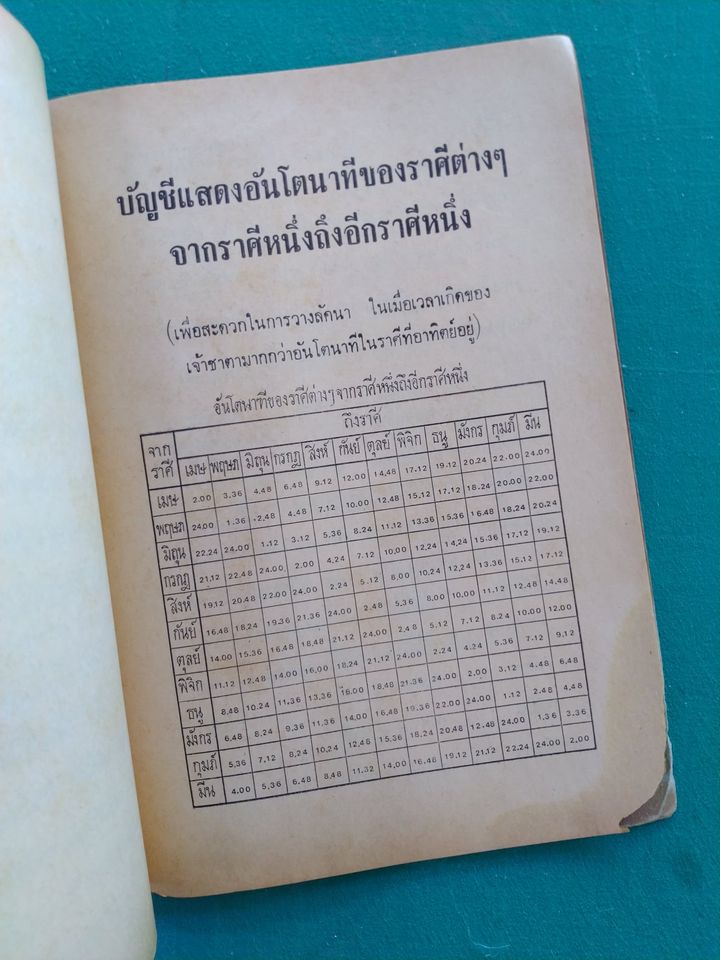 บัญชีแสดงอันโตนาทีของราศีต่างๆ
จากราศีหนึ่งถึงอีกราศีหนึ่ง
(เพื่อสะดวกในการวางลัคนา ในเมื่อเวลาเกิดของ
เจ้าชาตามากกว่าอันโตนาทีในราศีที่อาทิตย์อยู่)
อันโตนาฑีของราศีต่างๆจากราศีหนึ่งถึงอีกราศีหนึ่ง
จากราศี ถึงราศี
เมษ พฤษภ มิถุน กรกฎ สิงห์ กันย์ ตุลย์ พิจิก ธนู มังกร กุมภ์ มีน
เมษ 2.00 3.36 4.48 6.48 9.12 12.00 14.48 17.12 19.12 20.24 22.00 24.00
พฤษภ 24.00 1.36 2.48 4.48 7.12 10.00 12.48 15.12 17.12 18.24 20.00 22.00
มิถุน 22.24 24.00 1.12 3.12 5.36 8.24 11.12 13.36 15.36 16.48 18.24 20.24
กรกฎ 21.12 22.48 24.00 2.00 4.24 7.12 10.00 12.24 14.24 15.36 17.12 19.12
สิงห์ 19.12 20.48 22.00 24.00 2.24 5.12 8.00 10.24 12.24 13.36 15.12 17.12
กันย์ 16.48 18.24 19.36 21.36 24.00 2.48 5.36 8.00 10.00 11.12 12.48 14.48
ตุลย์ 14.00 15.36 16.48 18.48 21.12 24.00 2.48 5.12 7.12 8.24 10.00 12.00
พิจิก 11.12 12.48 14.00 16.00 18.24 21.12 24.00 2.24 4.24 5.36 7.12 9.12
ธนู 8.48 10.24 11.36 13.36 16.00 18.48 21.36 24.00 2.00 3.12 4.48 6.48
มังกร 6.48 8.24 9.36 11.36 14.00 16.48 19.36 22.00 24.00 1.12 2.48 4.48
กุมภ์ 5.36 7.12 8.24 10.24 12.48 15.36 18.24 20.48 12.48 24.00 1.36 3.36
มีน 4.00 5.36 6.48 8.48 11.32 14.00 16.48 19.12 21.12 22.24 24.00 2.00